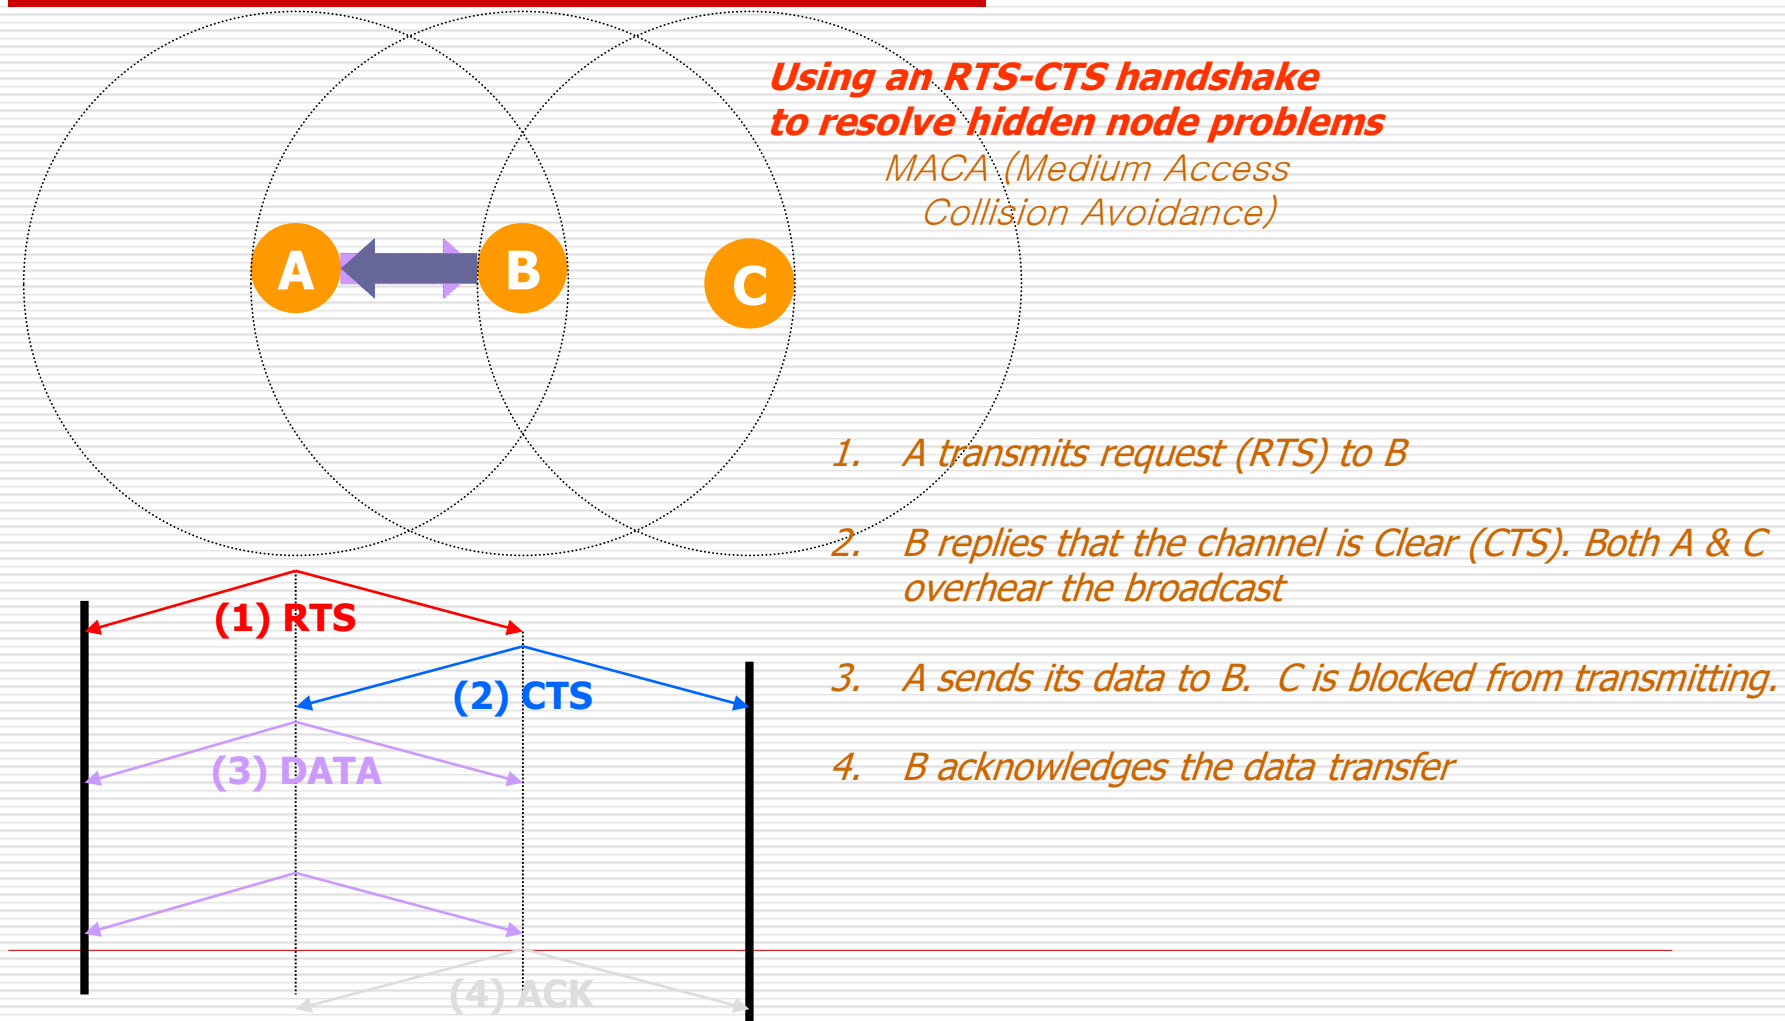 Using an RTS-CTS handshake
to resolve hidden node problems
MACA (Medium Access
Collision Avoidance)
A
B
C
1. A transmits request (RTS) to B
2. B replies that the channel is Clear (CTS). Both A & C
overhear the broadcast
3. A sends its data to B. C is blocked from transmitting.
4. B acknowledges the data transfer
(1) RTS
(2) CTS
(3) DATA
(4) ACK